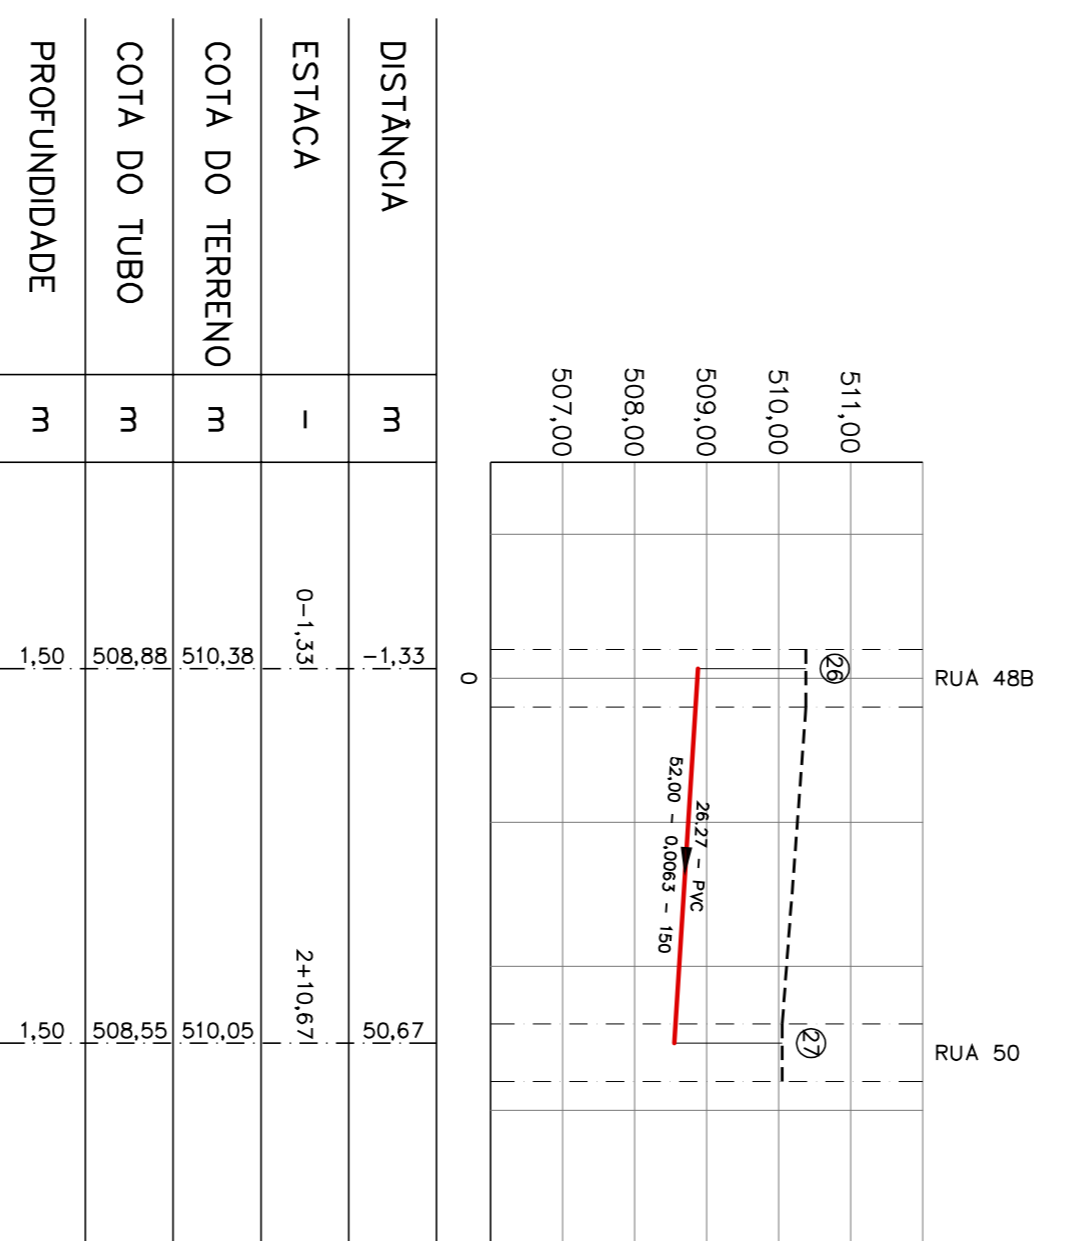 RUA 48B
RUA 50
26
27
511,00
510,00
509,00
508,00
507,00
26.27 - PVC
52,00 - 0,0063 - 150
0
DISTÂNCIA m -1,33 50,67
ESTACA - 0-1,33 2+10,67
COTA DO TERRENO m 510,38 510,05
COTA DO TUBO m 508,88 508,55
PROFUNDIDADE m 1,50 1,50